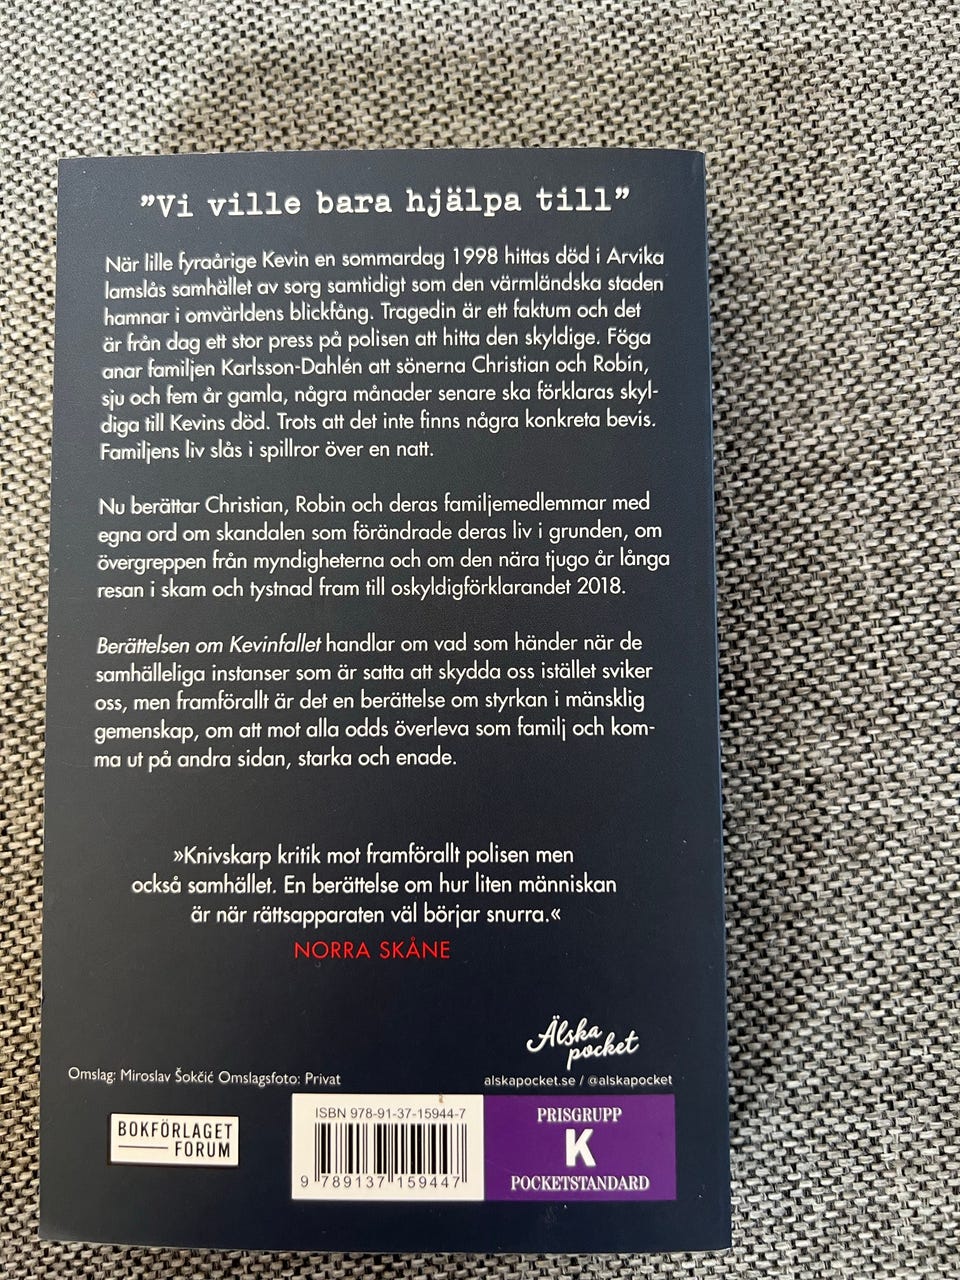 ”Vi ville bara hjälpa till”
När lille fyraårige Kevin en sommardag 1998 hittas död i Arvika
lamslås samhället av sorg samtidigt som den värmländska staden
hamnar i omvärldens blickfång. Tragedin är ett faktum och det
är från dag ett stor press på polisen att hitta den skyldige. Föga
anar familjen Karlsson-Dahlén att sönerna Christian och Robin,
sju och fem år gamla, några månader senare ska förklaras skyl-
diga till Kevins död. Trots att det inte finns några konkreta bevis.
Familjens liv slås i spillror över en natt.
Nu berättar Christian, Robin och deras familjemedlemmar med
egna ord om skandalen som förändrade deras liv i grunden, om
övergreppen från myndigheterna och om den nära tjugo år långa
resan i skam och tystnad fram till oskyldigförklarandet 2018.
Berättelsen om Kevinfallet handlar om vad som händer när de
samhälleliga instanser som är satta att skydda oss istället sviker
oss, men framförallt är det en berättelse om styrkan i mänsklig
gemenskap, om att mot alla odds överleva som familj och kom-
ma ut på andra sidan, starka och enade.
»Knivskarp kritik mot framförallt polisen men
också samhället. En berättelse om hur liten människan
är när rättsapparaten väl börjar snurra.«
NORRA SKÅNE
Älska
pocket
alskapocket.se / @alskapocket
Omslag: Miroslav Šokčić Omslagsfoto: Privat
BOKFÖRLAGET
FORUM
ISBN 978-91-37-15944-7
9 789137 159447
PRISGRUPP
K
POCKETSTANDARD